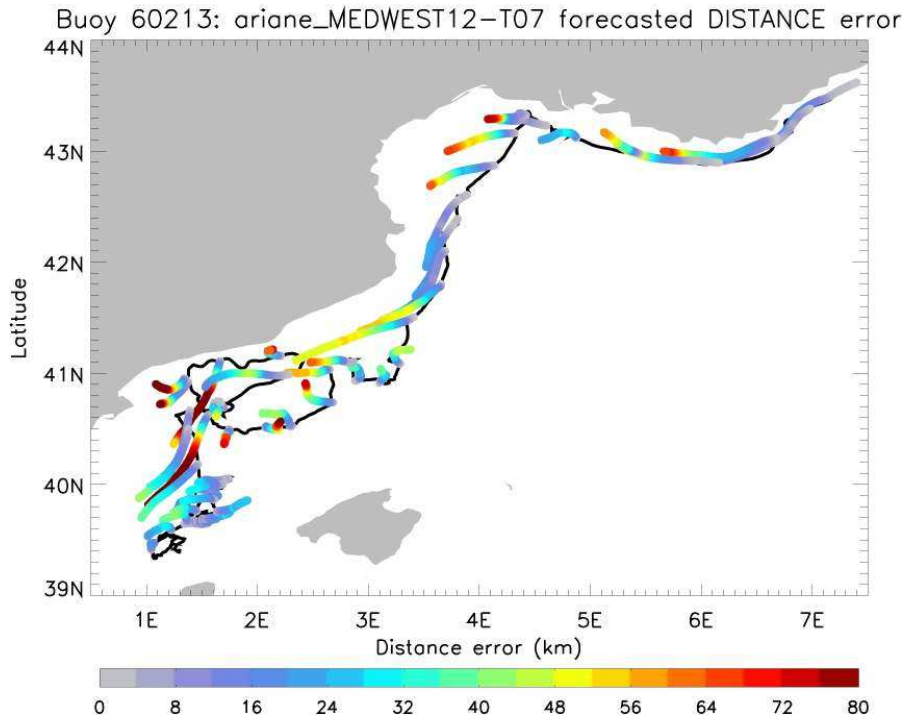 Buoy 60213: ariane_MEDWEST12-T07 forecasted DISTANCE error
44N
43N
42N
41N
40N
39N
Latitude
1E 2E 3E 4E 5E 6E 7E
Distance error (km)
0 8 16 24 32 40 48 56 64 72 80